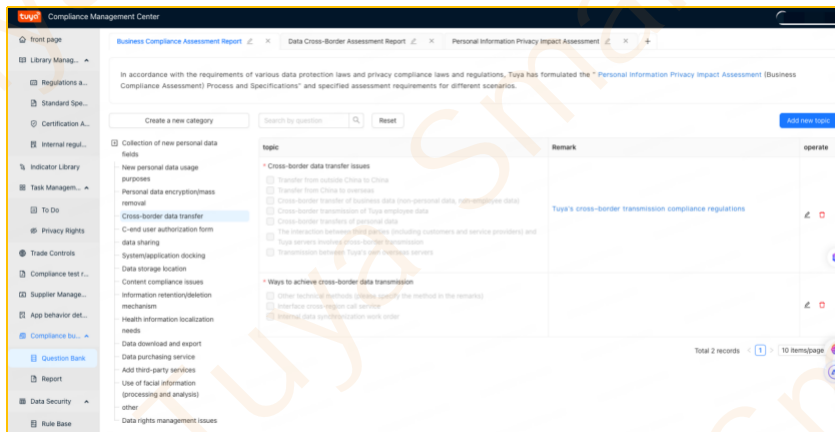 tuya Compliance Management Center
front page
Library Manag...
Regulations a...
Standard Spe...
Certification A...
Internal regul...
Indicator Library
Task Managem...
To Do
Privacy Rights
Trade Controls
Compliance test r...
Supplier Manage...
App behavior det...
Compliance bu...
Question Bank
Report
Data Security
Rule Base
Business Compliance Assessment Report
Data Cross-Border Assessment Report
Personal Information Privacy Impact Assessment
In accordance with the requirements of various data protection laws and privacy compliance laws and regulations, Tuya has formulated the " Personal Information Privacy Impact Assessment (Business
Compliance Assessment) Process and Specifications" and specified assessment requirements for different scenarios.
Create a new category
Search by question
Reset
Add new topic
Collection of new personal data
fields
New personal data usage
purposes
Personal data encryption/mass
removal
Cross-border data transfer
C-end user authorization form
data sharing
System/application docking
Data storage location
Content compliance issues
Information retention/deletion
mechanism
Health information localization
needs
Data download and export
Data purchasing service
Add third-party services
Use of facial information
(processing and analysis)
other
Data rights management issues
topic
Remark
operate
* Cross-border data transfer issues
Transfer from outside China to China
Transfer from China to overseas
Cross-border transfer of business data (non-personal data, non-employee data)
Cross-border transmission of Tuya employee data
Cross-border transfers of personal data
The interaction between third parties (including customers and service providers) and
Tuya servers involves cross-border transmission
Transmission between Tuya's own overseas servers
Tuya's cross-border transmission compliance regulations
* Ways to achieve cross-border data transmission
Other technical methods (please specify the method in the remarks)
Interface cross-region call service
Internal data synchronization work order
Total 2 records
1
10 items/page